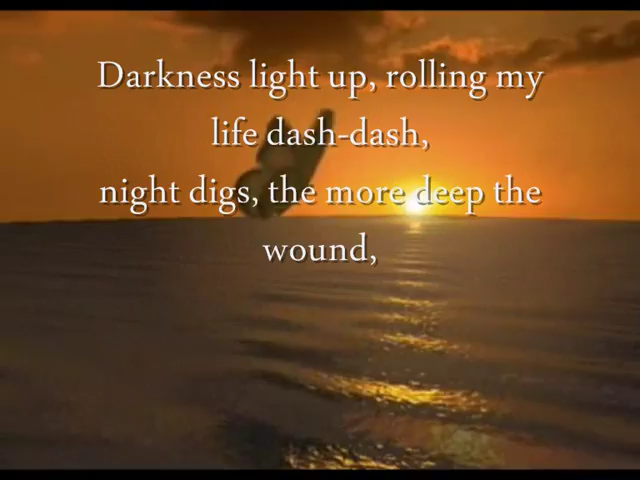 Darkness light up, rolling my
life dash-dash,
night digs, the more deep the
wound,